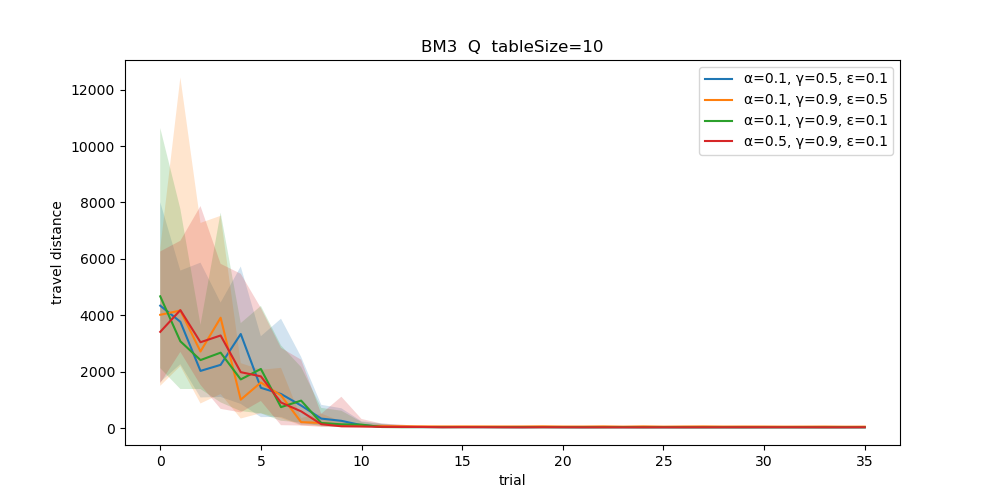 BM3  Q  tableSize=10
α=0.1, γ=0.5, ε=0.1
α=0.1, γ=0.9, ε=0.5
α=0.1, γ=0.9, ε=0.1
α=0.5, γ=0.9, ε=0.1
travel distance
12000
10000
8000
6000
4000
2000
0
0 5 10 15 20 25 30 35
trial